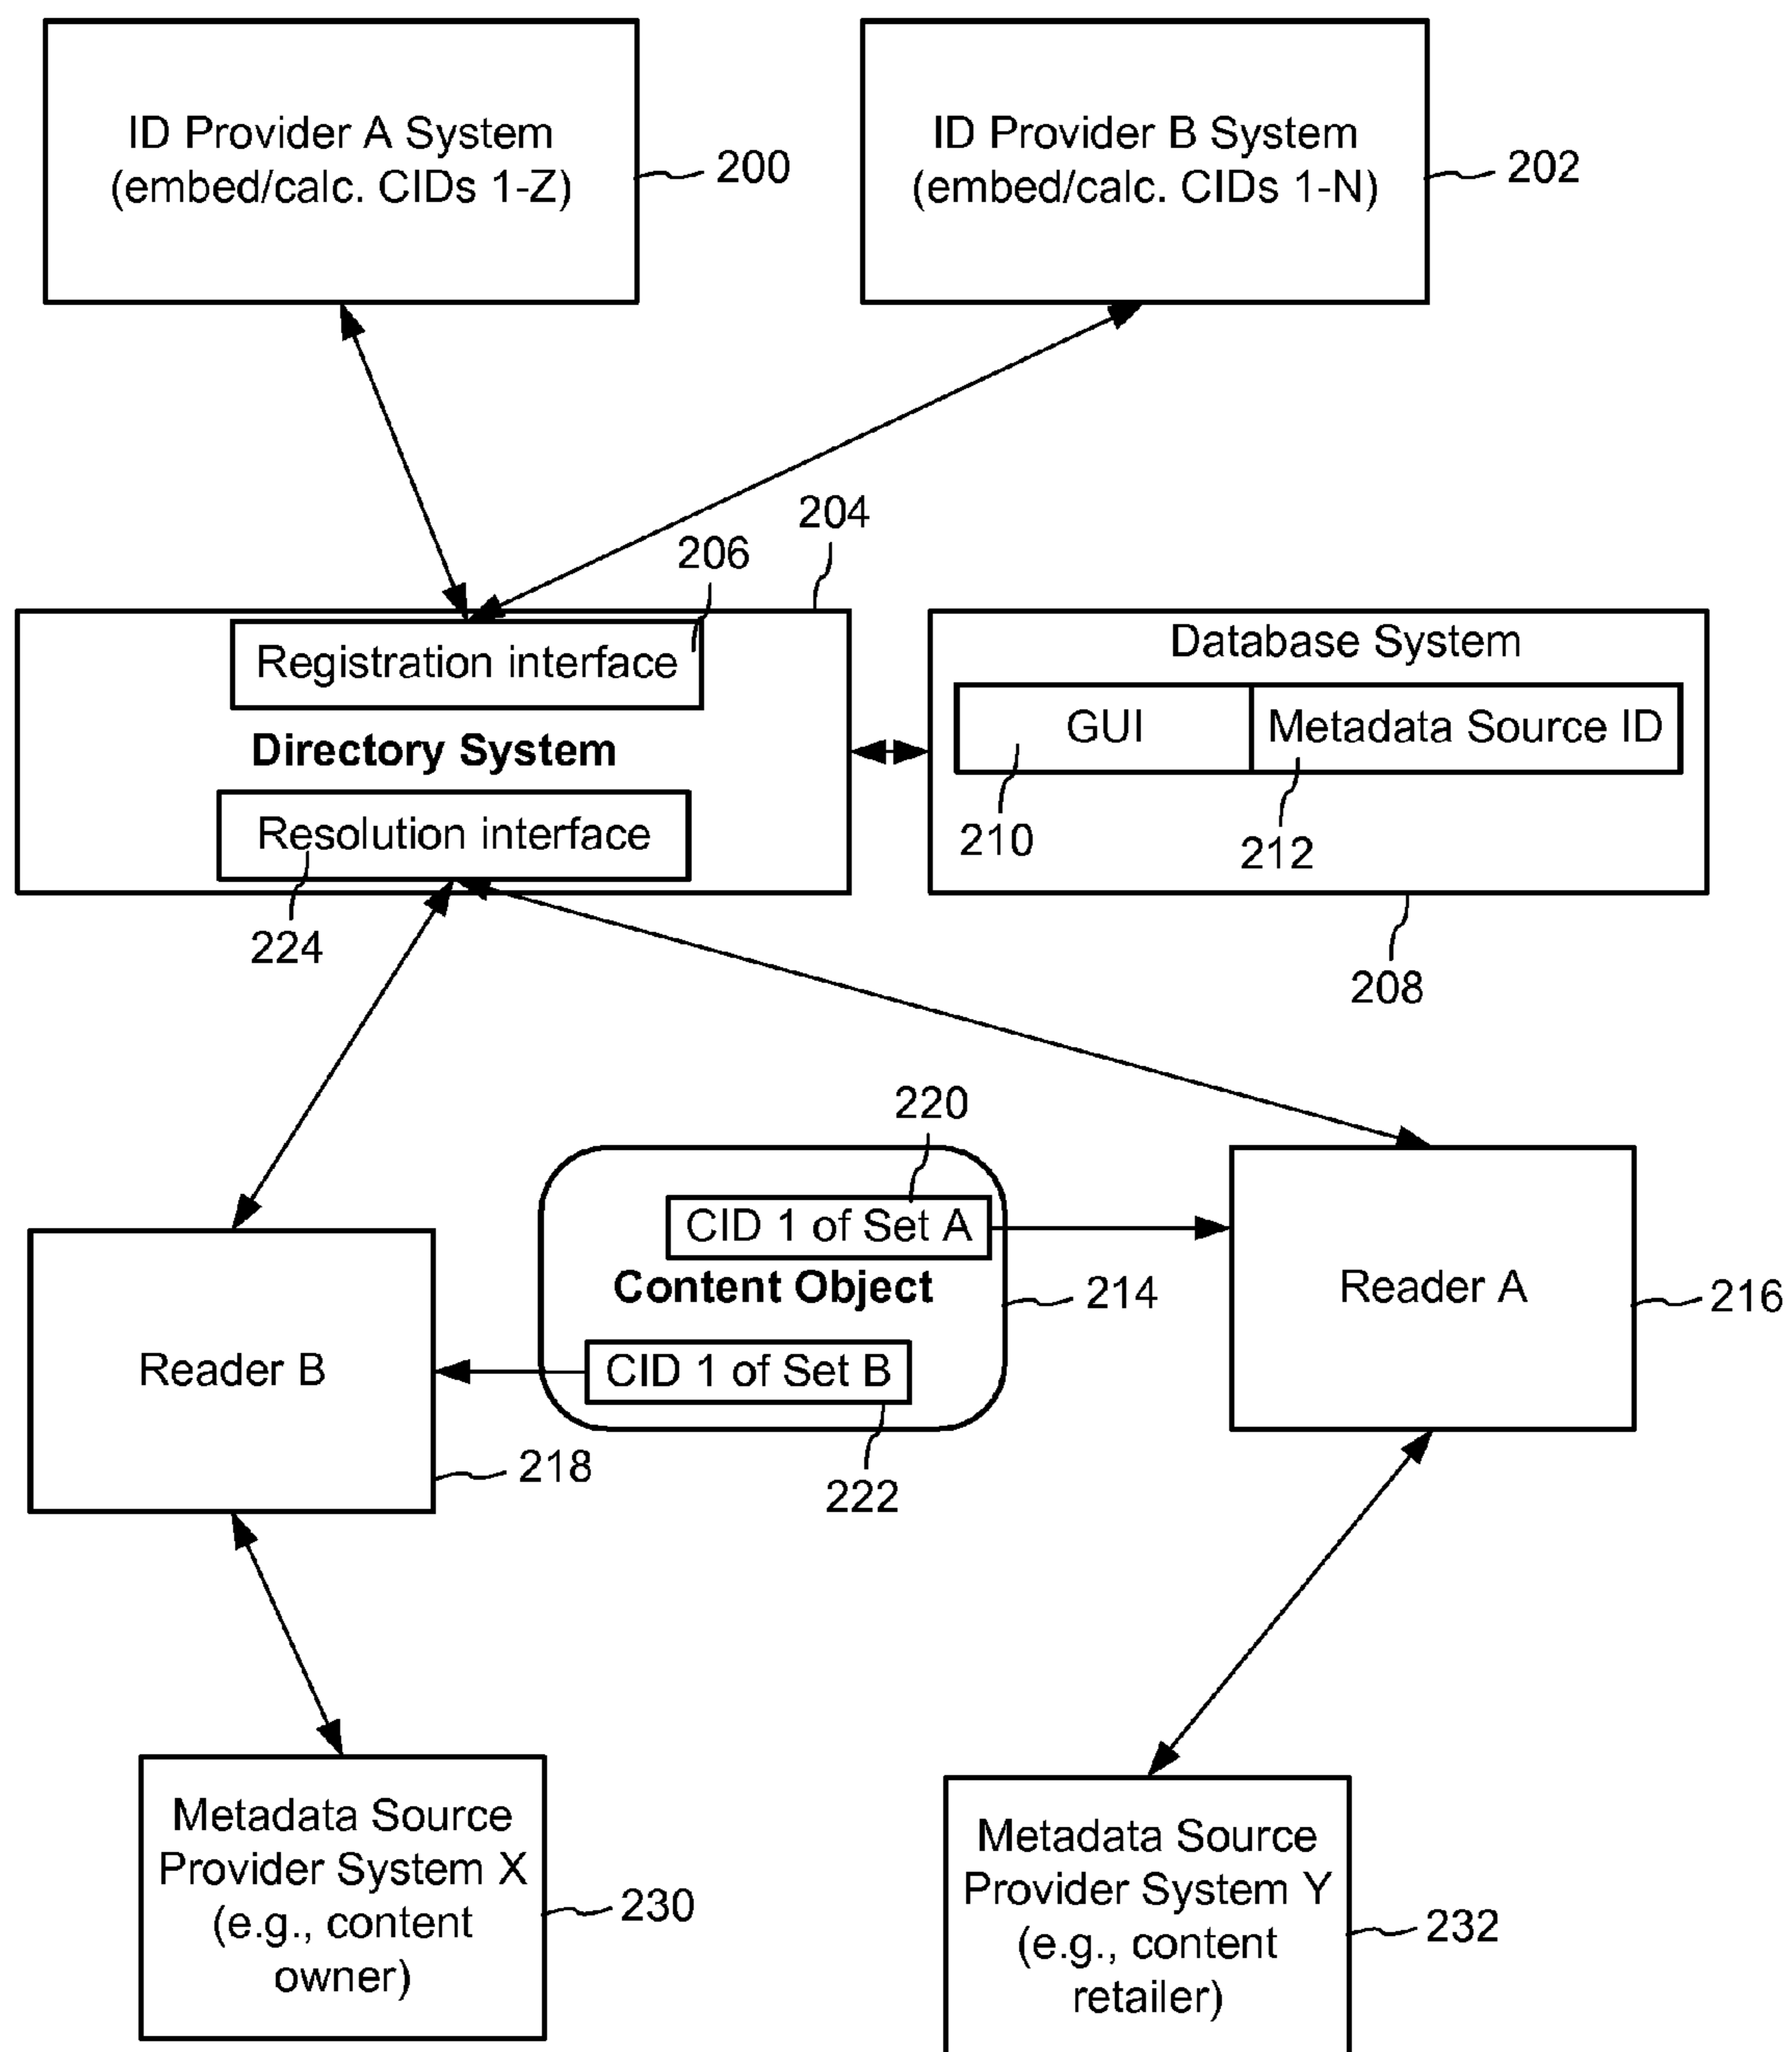 ID Provider A System
(embed/calc. CIDs 1-Z)
200
ID Provider B System
(embed/calc. CIDs 1-N)
202
204
206
Registration interface
Directory System
Resolution interface
224
Database System
GUI
Metadata Source ID
210
212
208
220
CID 1 of Set A
Content Object
214
CID 1 of Set B
222
Reader A
216
Reader B
218
Metadata Source
Provider System X
(e.g., content
owner)
230
Metadata Source
Provider System Y
(e.g., content
retailer)
232